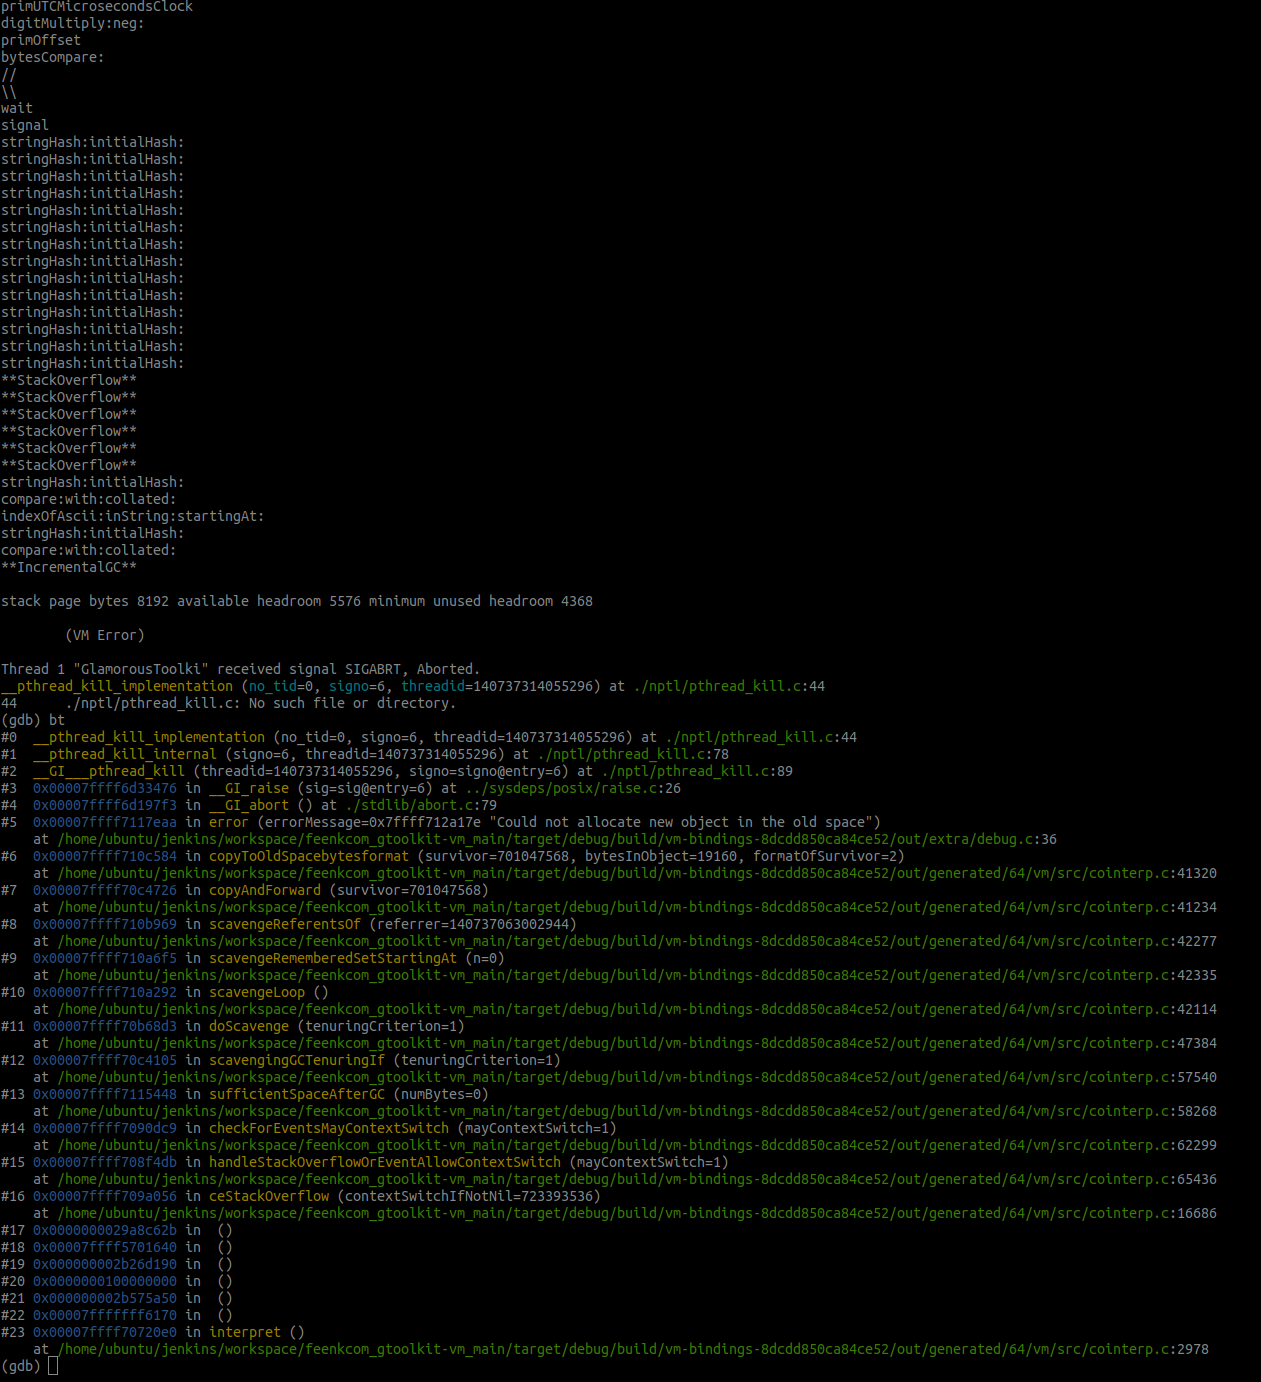 primUTCMicrosecondsClock
digitMultiply:neg:
primOffset
bytesCompare:
//
\\
wait
signal
stringHash:initialHash:
stringHash:initialHash:
stringHash:initialHash:
stringHash:initialHash:
stringHash:initialHash:
stringHash:initialHash:
stringHash:initialHash:
stringHash:initialHash:
stringHash:initialHash:
stringHash:initialHash:
stringHash:initialHash:
stringHash:initialHash:
stringHash:initialHash:
stringHash:initialHash:
**StackOverflow**
**StackOverflow**
**StackOverflow**
**StackOverflow**
**StackOverflow**
**StackOverflow**
stringHash:initialHash:
compare:with:collated:
indexOfAscii:inString:startingAt:
stringHash:initialHash:
compare:with:collated:
**IncrementalGC**

stack page bytes 8192 available headroom 5576 minimum unused headroom 4368

        (VM Error)

Thread 1 "GlamorousToolki" received signal SIGABRT, Aborted.
__pthread_kill_implementation (no_tid=0, signo=6, threadid=140737314055296) at ./nptl/pthread_kill.c:44
44      ./nptl/pthread_kill.c: No such file or directory.
(gdb) bt
#0  __pthread_kill_implementation (no_tid=0, signo=6, threadid=140737314055296) at ./nptl/pthread_kill.c:44
#1  __pthread_kill_internal (signo=6, threadid=140737314055296) at ./nptl/pthread_kill.c:78
#2  __GI___pthread_kill (threadid=140737314055296, signo=signo@entry=6) at ./nptl/pthread_kill.c:89
#3  0x00007ffff6d33476 in __GI_raise (sig=sig@entry=6) at ../sysdeps/posix/raise.c:26
#4  0x00007ffff6d197f3 in __GI_abort () at ./stdlib/abort.c:79
#5  0x00007ffff7117eaa in error (errorMessage=0x7ffff712a17e "Could not allocate new object in the old space")
    at /home/ubuntu/jenkins/workspace/feenkcom_gtoolkit-vm_main/target/debug/build/vm-bindings-8dcdd850ca84ce52/out/extra/debug.c:36
#6  0x00007ffff710c584 in copyToOldSpacebytesformat (survivor=701047568, bytesInObject=19160, formatOfSurvivor=2)
    at /home/ubuntu/jenkins/workspace/feenkcom_gtoolkit-vm_main/target/debug/build/vm-bindings-8dcdd850ca84ce52/out/generated/64/vm/src/cointerp.c:41320
#7  0x00007ffff70c4726 in copyAndForward (survivor=701047568)
    at /home/ubuntu/jenkins/workspace/feenkcom_gtoolkit-vm_main/target/debug/build/vm-bindings-8dcdd850ca84ce52/out/generated/64/vm/src/cointerp.c:41234
#8  0x00007ffff710b969 in scavengeReferentsOf (referrer=140737063002944)
    at /home/ubuntu/jenkins/workspace/feenkcom_gtoolkit-vm_main/target/debug/build/vm-bindings-8dcdd850ca84ce52/out/generated/64/vm/src/cointerp.c:42277
#9  0x00007ffff710a6f5 in scavengeRememberedSetStartingAt (n=0)
    at /home/ubuntu/jenkins/workspace/feenkcom_gtoolkit-vm_main/target/debug/build/vm-bindings-8dcdd850ca84ce52/out/generated/64/vm/src/cointerp.c:42335
#10 0x00007ffff710a292 in scavengeLoop ()
    at /home/ubuntu/jenkins/workspace/feenkcom_gtoolkit-vm_main/target/debug/build/vm-bindings-8dcdd850ca84ce52/out/generated/64/vm/src/cointerp.c:42114
#11 0x00007ffff70b68d3 in doScavenge (tenuringCriterion=1)
    at /home/ubuntu/jenkins/workspace/feenkcom_gtoolkit-vm_main/target/debug/build/vm-bindings-8dcdd850ca84ce52/out/generated/64/vm/src/cointerp.c:47384
#12 0x00007ffff70c4105 in scavengingGCTenuringIf (tenuringCriterion=1)
    at /home/ubuntu/jenkins/workspace/feenkcom_gtoolkit-vm_main/target/debug/build/vm-bindings-8dcdd850ca84ce52/out/generated/64/vm/src/cointerp.c:57540
#13 0x00007ffff7115448 in sufficientSpaceAfterGC (numBytes=0)
    at /home/ubuntu/jenkins/workspace/feenkcom_gtoolkit-vm_main/target/debug/build/vm-bindings-8dcdd850ca84ce52/out/generated/64/vm/src/cointerp.c:58268
#14 0x00007ffff7090dc9 in checkForEventsMayContextSwitch (mayContextSwitch=1)
    at /home/ubuntu/jenkins/workspace/feenkcom_gtoolkit-vm_main/target/debug/build/vm-bindings-8dcdd850ca84ce52/out/generated/64/vm/src/cointerp.c:62299
#15 0x00007ffff708f4db in handleStackOverflowOrEventAllowContextSwitch (mayContextSwitch=1)
    at /home/ubuntu/jenkins/workspace/feenkcom_gtoolkit-vm_main/target/debug/build/vm-bindings-8dcdd850ca84ce52/out/generated/64/vm/src/cointerp.c:65436
#16 0x00007ffff709a056 in ceStackOverflow (contextSwitchIfNotNil=723393536)
    at /home/ubuntu/jenkins/workspace/feenkcom_gtoolkit-vm_main/target/debug/build/vm-bindings-8dcdd850ca84ce52/out/generated/64/vm/src/cointerp.c:16686
#17 0x0000000029a8c62b in  ()
#18 0x00007ffff5701640 in  ()
#19 0x000000002b26d190 in  ()
#20 0x0000000100000000 in  ()
#21 0x000000002b575a50 in  ()
#22 0x00007fffffff6170 in  ()
#23 0x00007ffff70720e0 in interpret ()
    at /home/ubuntu/jenkins/workspace/feenkcom_gtoolkit-vm_main/target/debug/build/vm-bindings-8dcdd850ca84ce52/out/generated/64/vm/src/cointerp.c:2978
(gdb)